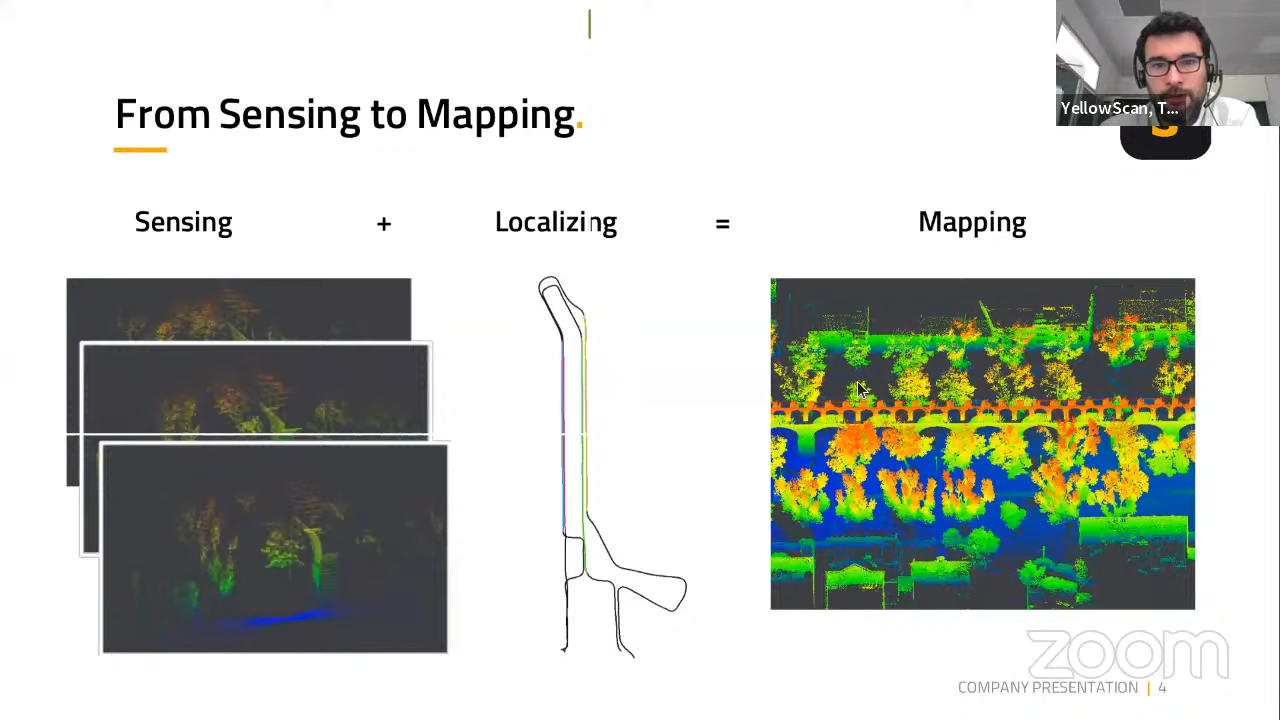 From Sensing to Mapping.
YellowScan, T...
Sensing + Localizing = Mapping
zoom
COMPANY PRESENTATION | 4